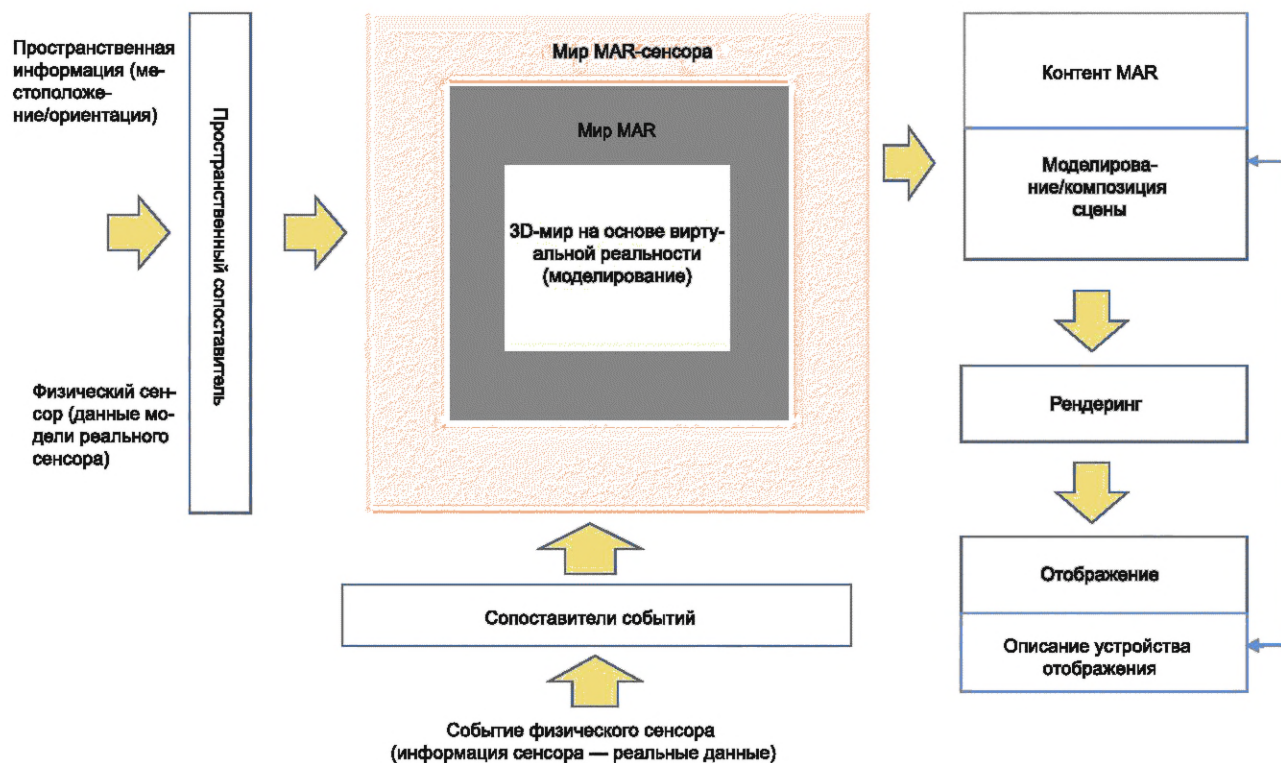 Пространственная
информация (ме-
стоположе-
ние/ориентация)
Физический сен-
сор (данные мо-
дели реального
сенсора)
Пространственный сопоставитель
Мир MAR-сенсора
Мир MAR
3D-мир на основе вирту-
альной реальности
(моделирование)
Сопоставители событий
Событие физического сенсора
(информация сенсора — реальные данные)
Контент MAR
Моделирова-
ние/композиция
сцены
Рендеринг
Отображение
Описание устройства
отображения